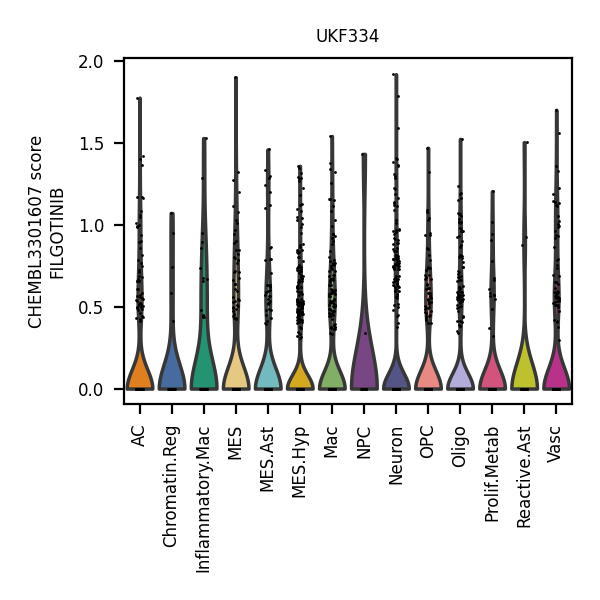 UKF334
CHEMBL3301607 score
FILGOTINIB
2.0
1.5
1.0
0.5
0.0
AC
Chromatin.Reg
Inflammatory.Mac
MES
MES.Ast
MES.Hyp
Mac
NPC
Neuron
OPC
Oligo
Prolif.Metab
Reactive.Ast
Vasc